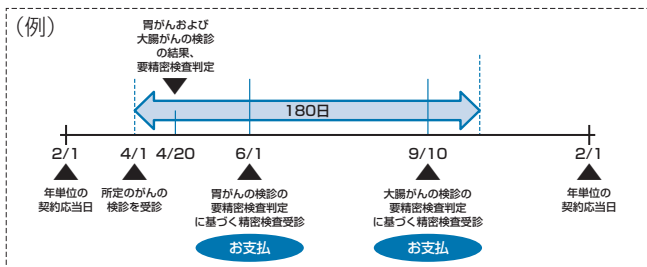 (例)
胃がんおよび
大腸がんの検診
の結果、
要精密検査判定
180日
2/1
4/1
4/20
6/1
9/10
2/1
年単位の
契約応当日
所定のがんの
検診を受診
胃がんの検診の
要精密検査判定
に基づく精密検査受診
お支払
大腸がんの検診の
要精密検査判定
に基づく精密検査受診
お支払
年単位の
契約応当日